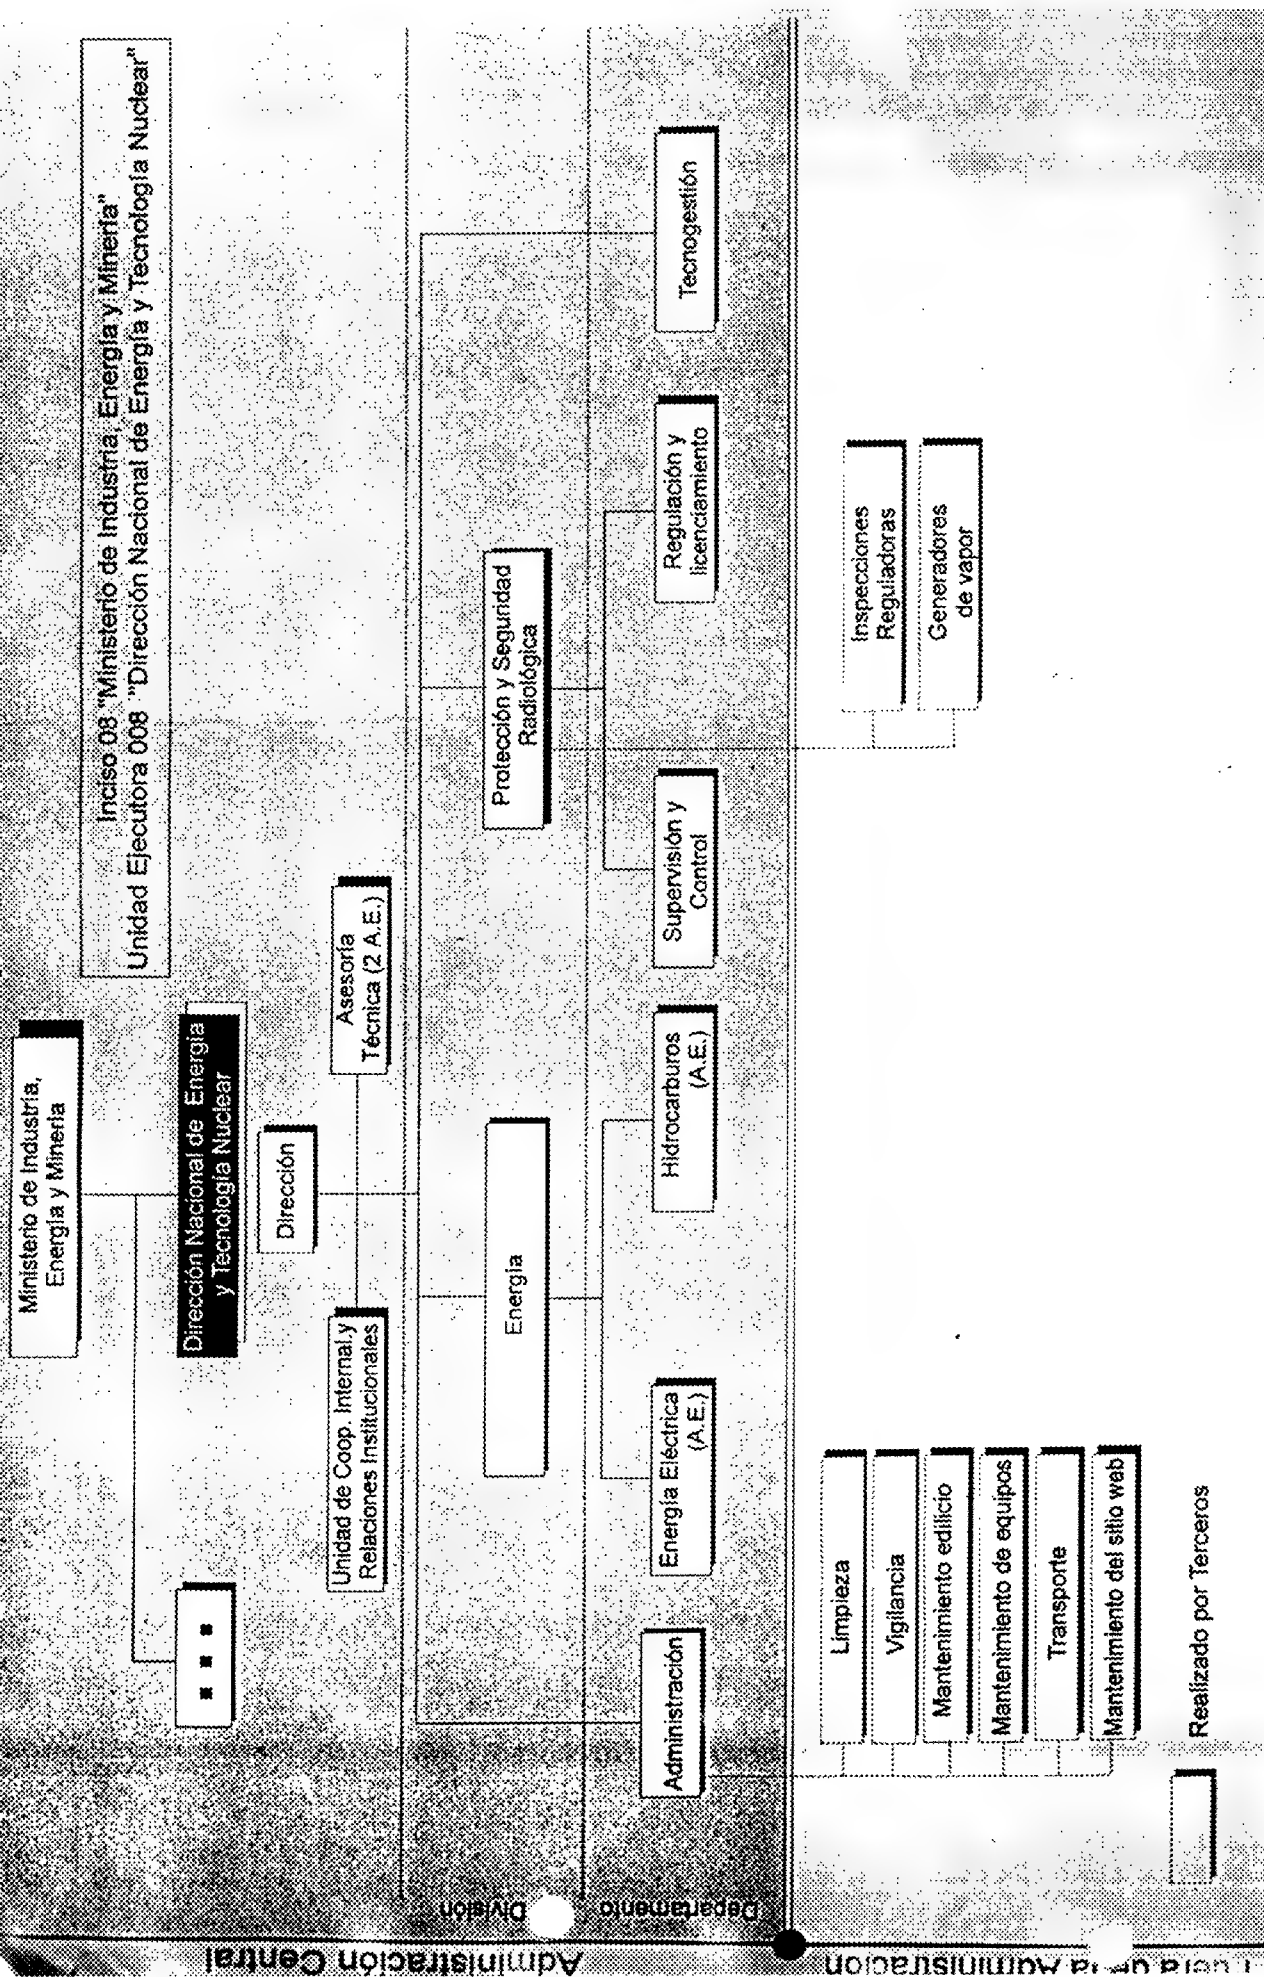 Inciso 08 "Ministerio de Industria, Energía y Minería"
Unidad Ejecutora 008 "Dirección Nacional de Energía y Tecnología Nuclear"
Ministerio de Industria,
Energía y Minería
Dirección Nacional de Energía
y Tecnología Nuclear
Dirección
Unidad de Coop. Internal.y
Relaciones Institucionales
Asesoría
Técnica (2 A.E.)
Administración Central
División
Energía
Protección y Seguridad
Radiológica
Departamento
Administración
Energía Eléctrica
(A.E.)
Hidrocarburos
(A.E.)
Supervisión y
Control
Regulación y
licenciamiento
Tecnogestión
la Administración
Limpieza
Vigilancia
Mantenimiento edilicio
Mantenimiento de equipos
Transporte
Mantenimiento del sitio web
Inspecciones
Reguladoras
Generadores
de vapor
Realizado por Terceros